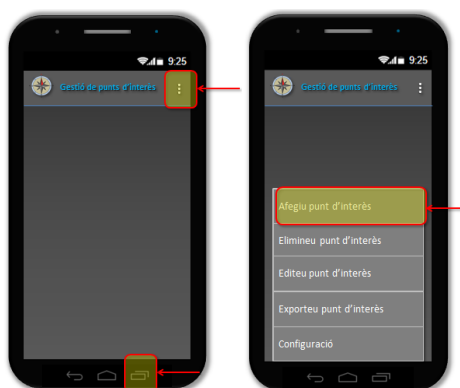 9:25
Gestió de punts d'interès
9:25
Gestió de punts d'interès
Afegiu punt d'interès
Elimineu punt d'interès
Editeu punt d'interès
Exporteu punt d'interès
Configuració